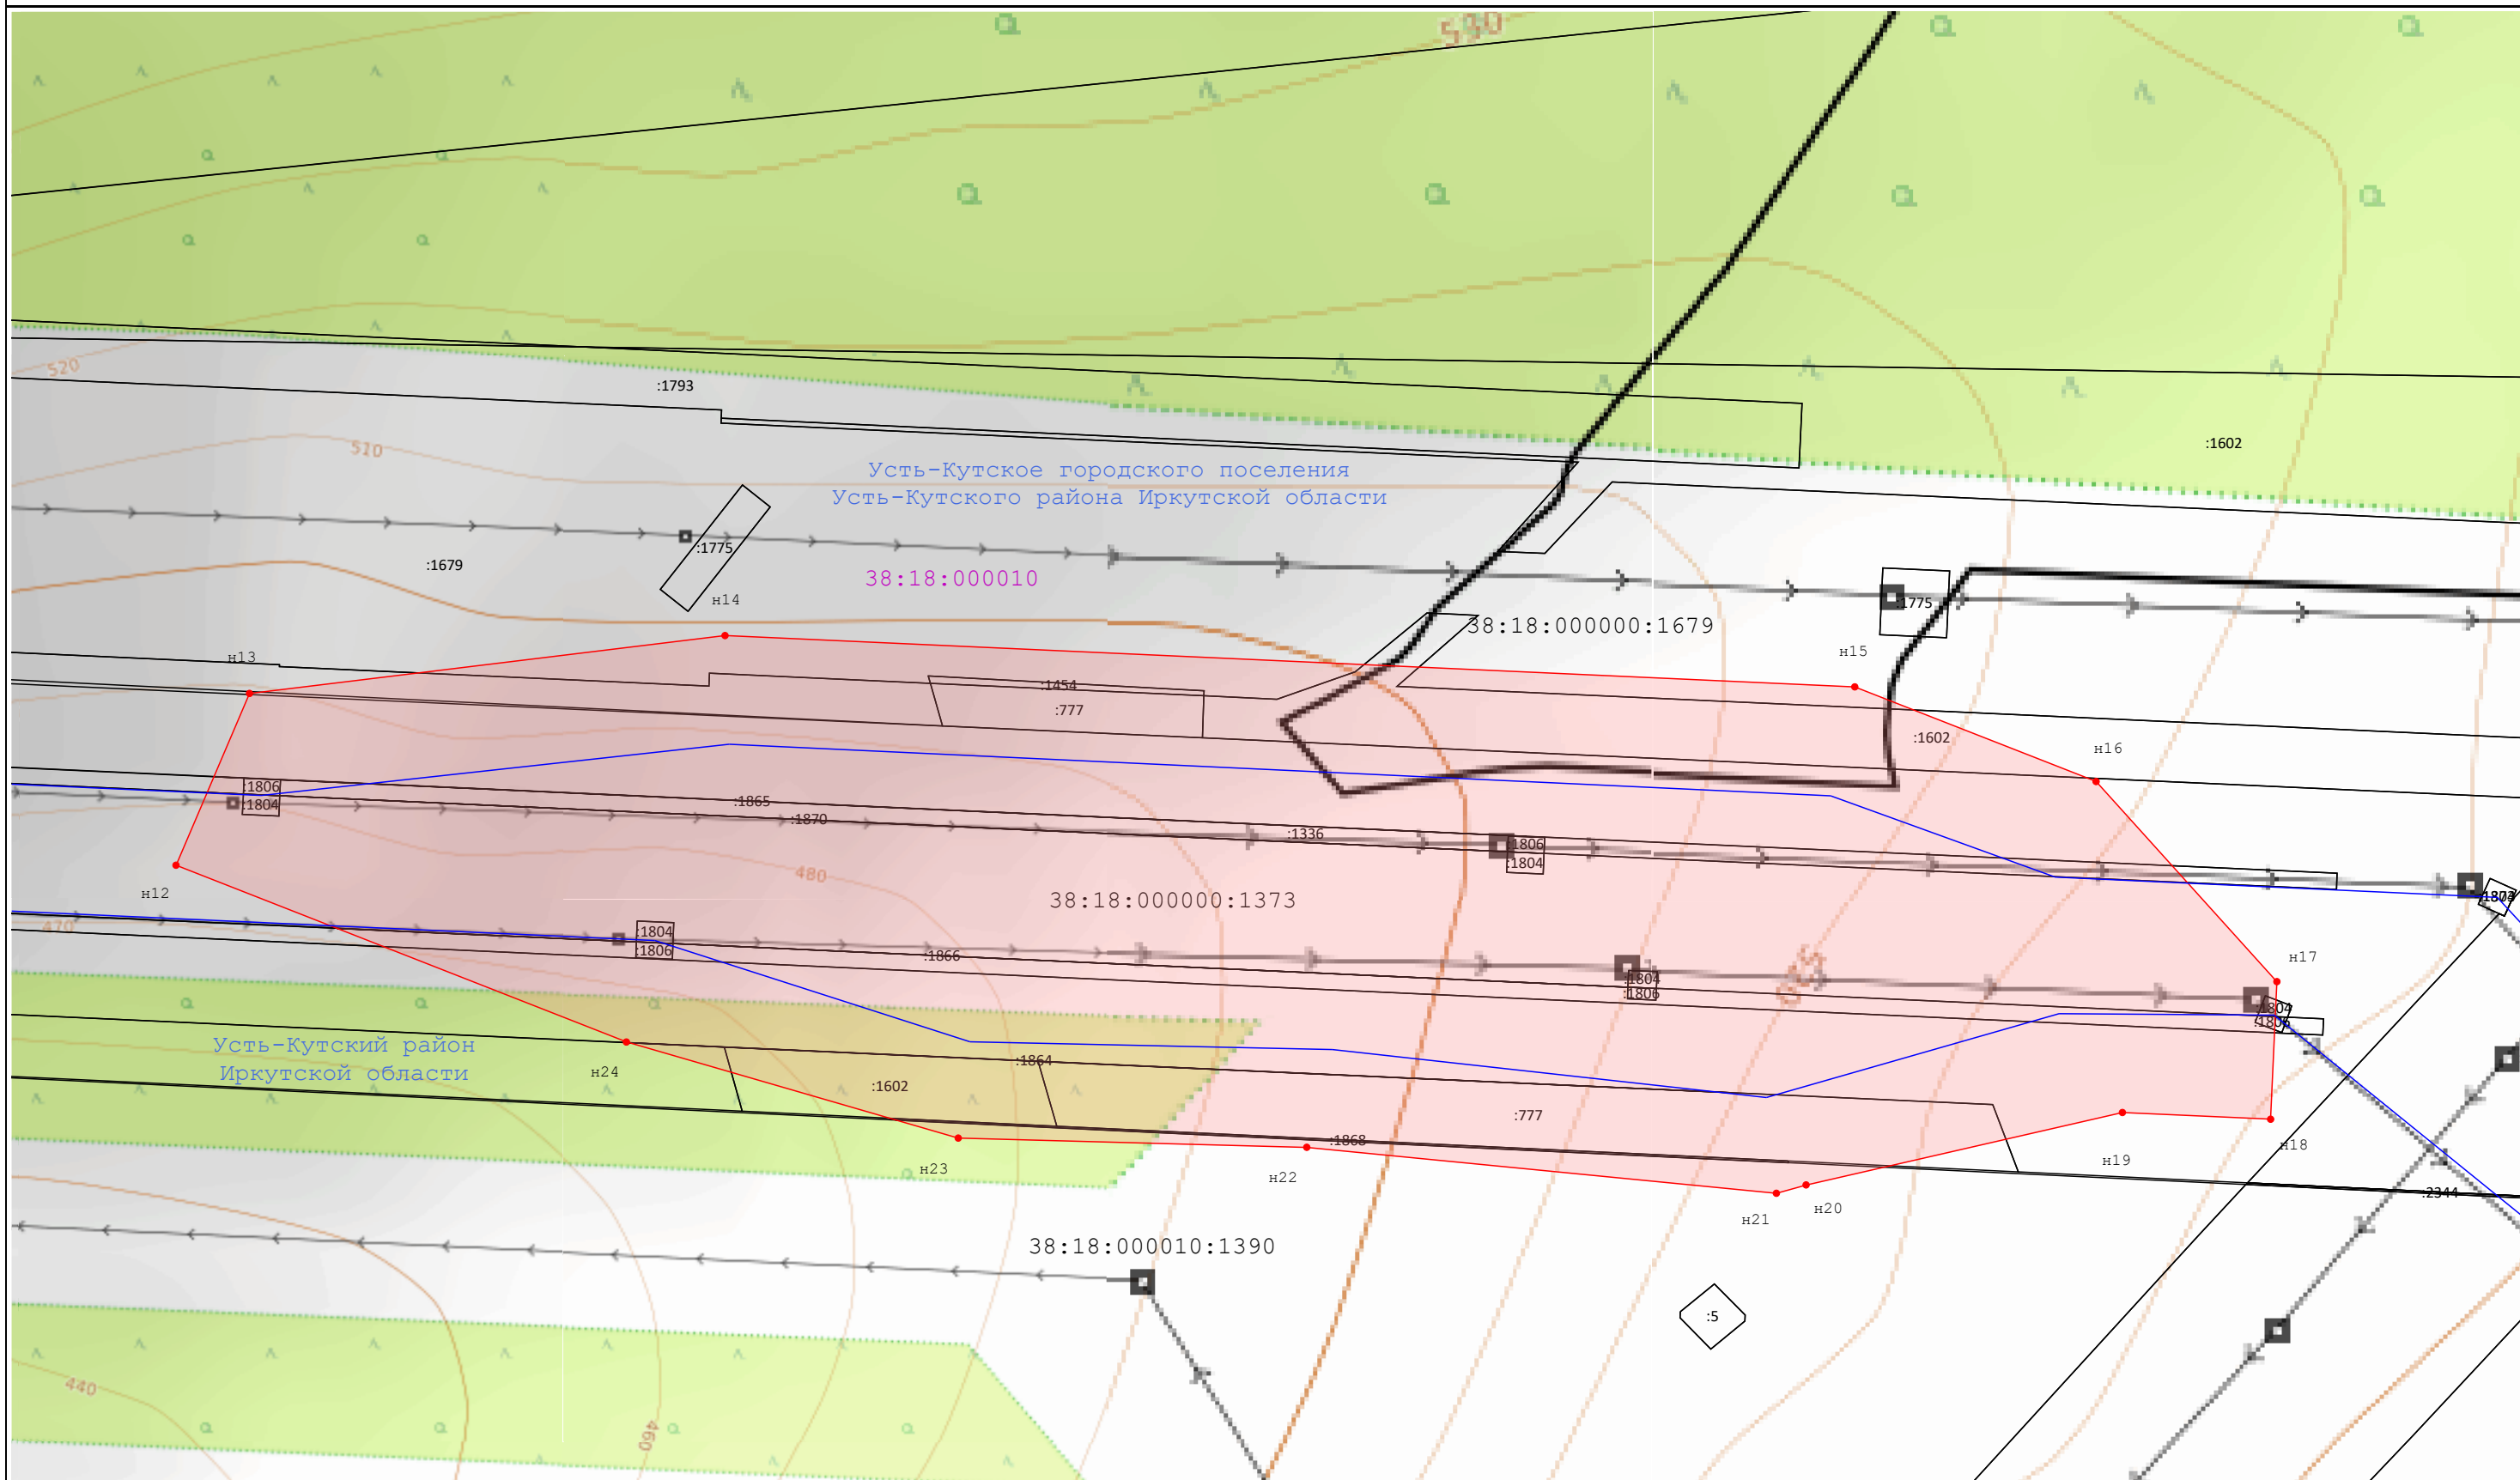 520
:1793
:1602
510
Усть-Кутское городского поселения
Усть-Кутского района Иркутской области
:1775
:1679
38:18:000010
н14
:1775
38:18:000000:1679
н13
н15
:1454
:777
:1602
н16
:1806
:1804
:1865
:1870
:1336
:1806
:1804
480
н12
38:18:000000:1373
470
:1804
:1806
:1866
н17
:1804
:1806
:1804
:1806
Усть-Кутский район
Иркутской области
н24
:1864
:1602
:777
:1868
н23
н22
н19
н18
:2344
н21
н20
38:18:000010:1390
:5
440
460